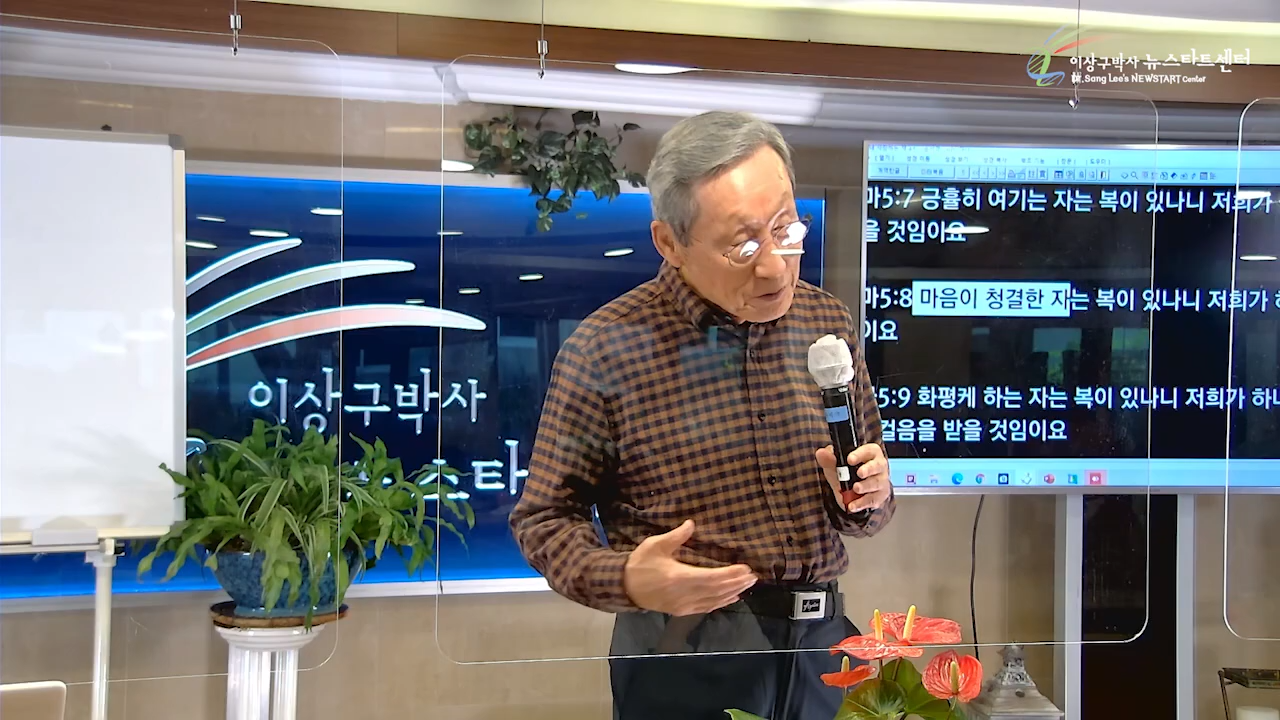 이상구박사 뉴스타트센터
DR. Sang Lee's NEWSTART Center
이상구박사
스타
마5:7 긍휼히 여기는 자는 복이 있나니 저희가
을 것임이요
마5:8 마음이 청결한 자는 복이 있나니 저희가 하
이요
5:9 화평케 하는 자는 복이 있나니 저희가 하나
걸음을 받을 것임이요